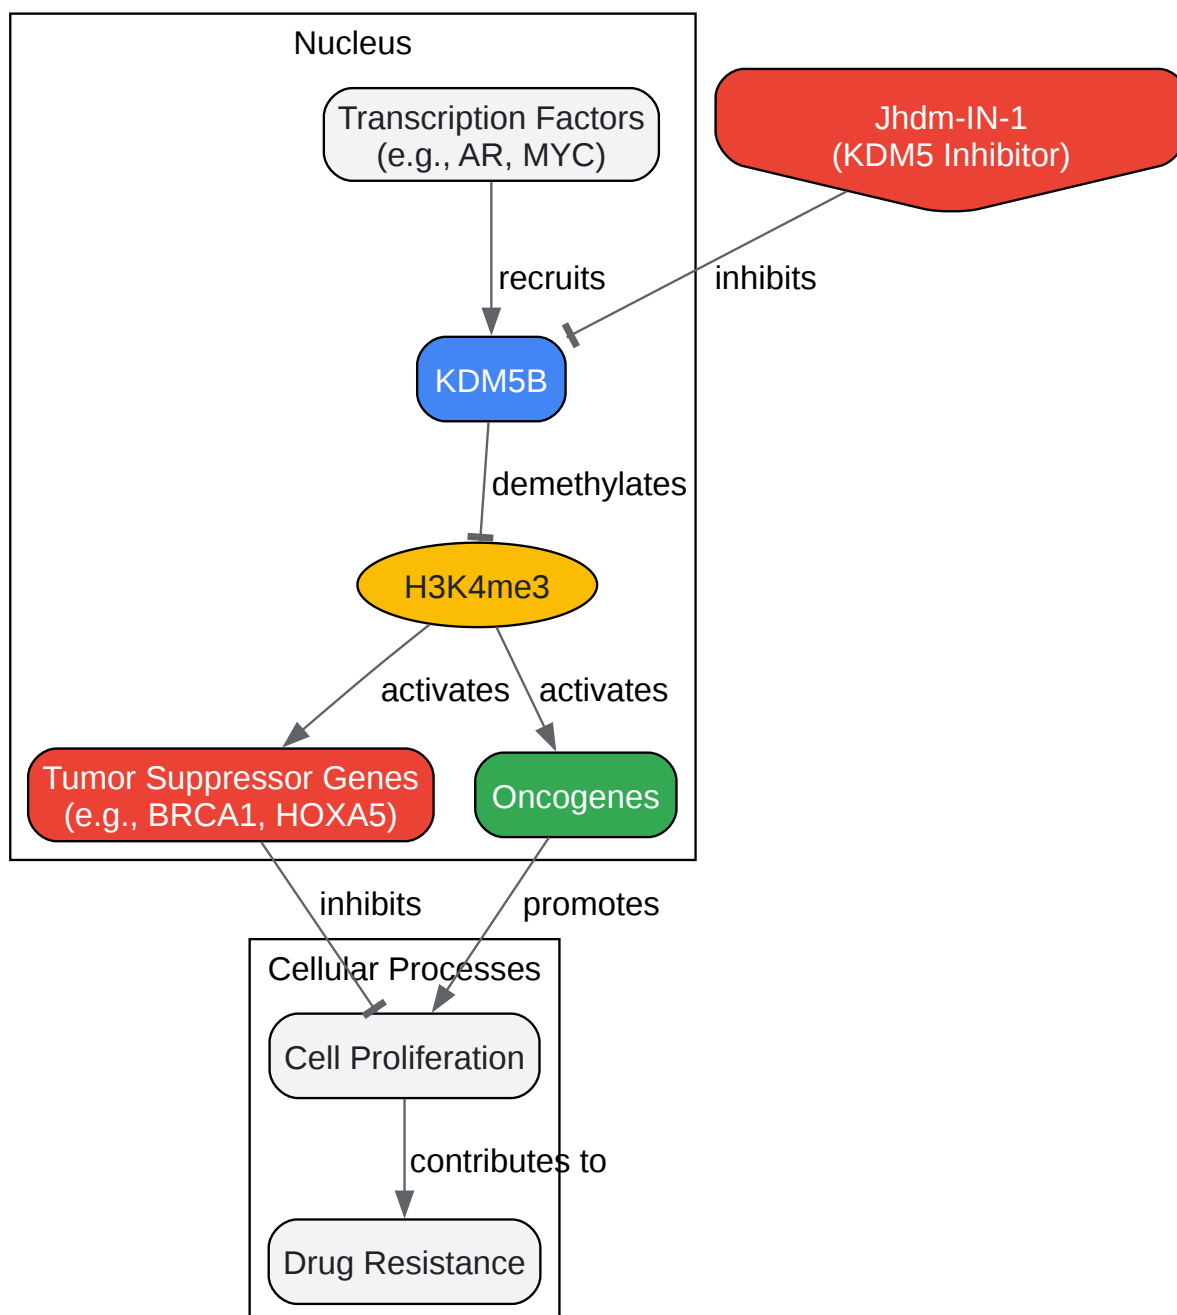 Nucleus
Transcription Factors
(e.g., AR, MYC)
Jhdm-IN-1
(KDM5 Inhibitor)
recruits
inhibits
KDM5B
demethylates
H3K4me3
activates
activates
Tumor Suppressor Genes
(e.g., BRCA1, HOXA5)
Oncogenes
inhibits
promotes
Cellular Processes
Cell Proliferation
contributes to
Drug Resistance